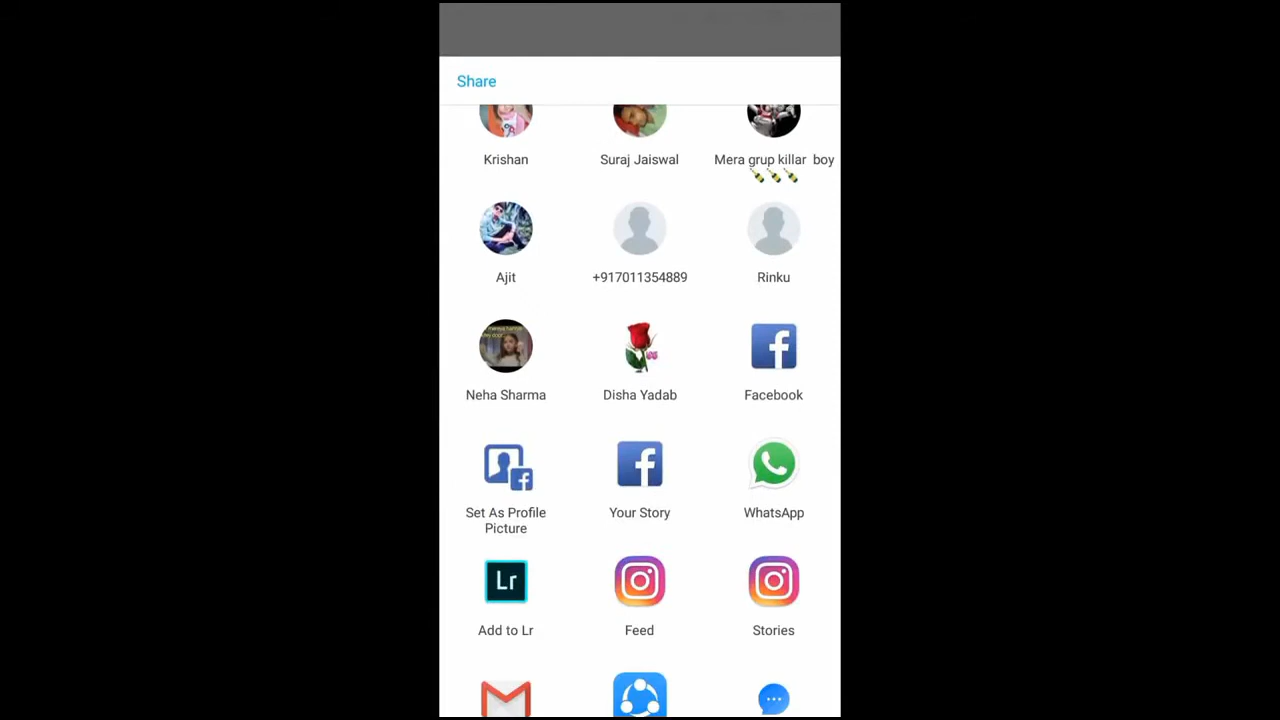 Share
Krishan
Suraj Jaiswal
Mera grup killar boy
Ajit
+917011354889
Rinku
Neha Sharma
Disha Yadab
Facebook
Set As Profile
Picture
Your Story
WhatsApp
Lr
Add to Lr
Feed
Stories